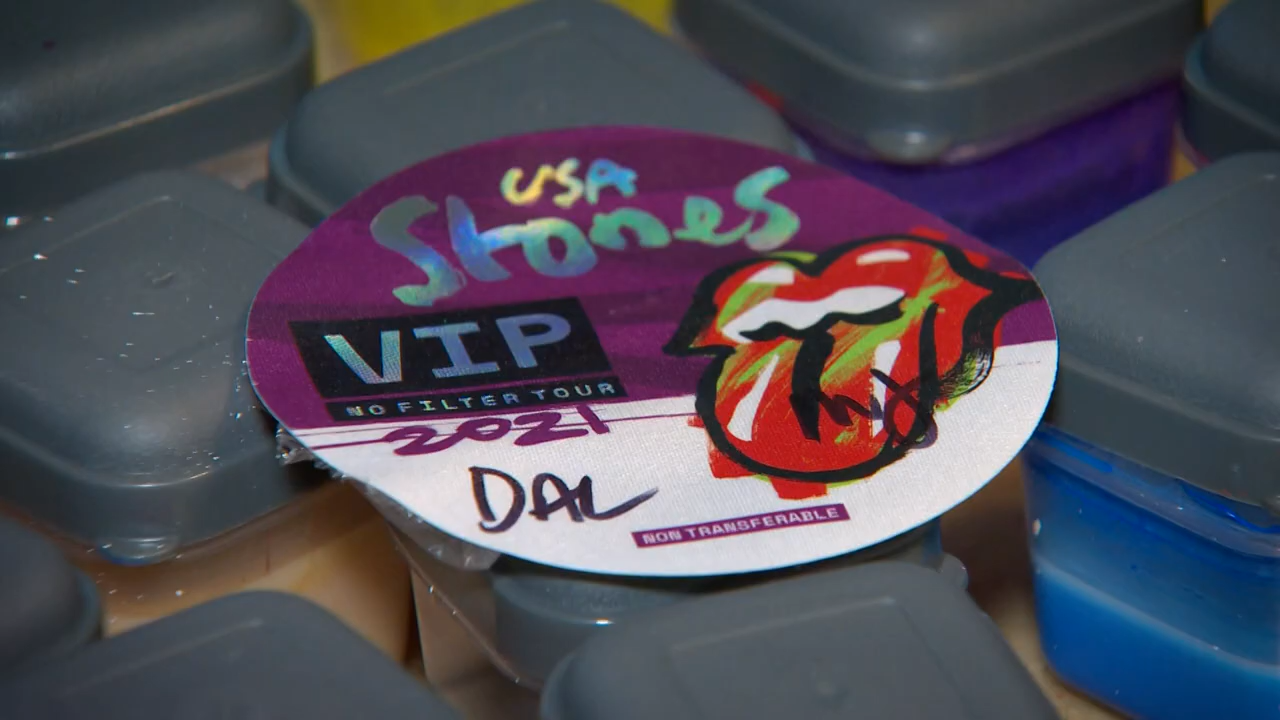 USA
Stones
VIP
NO FILTER TOUR
2021
DAL
NON TRANSFERABLE